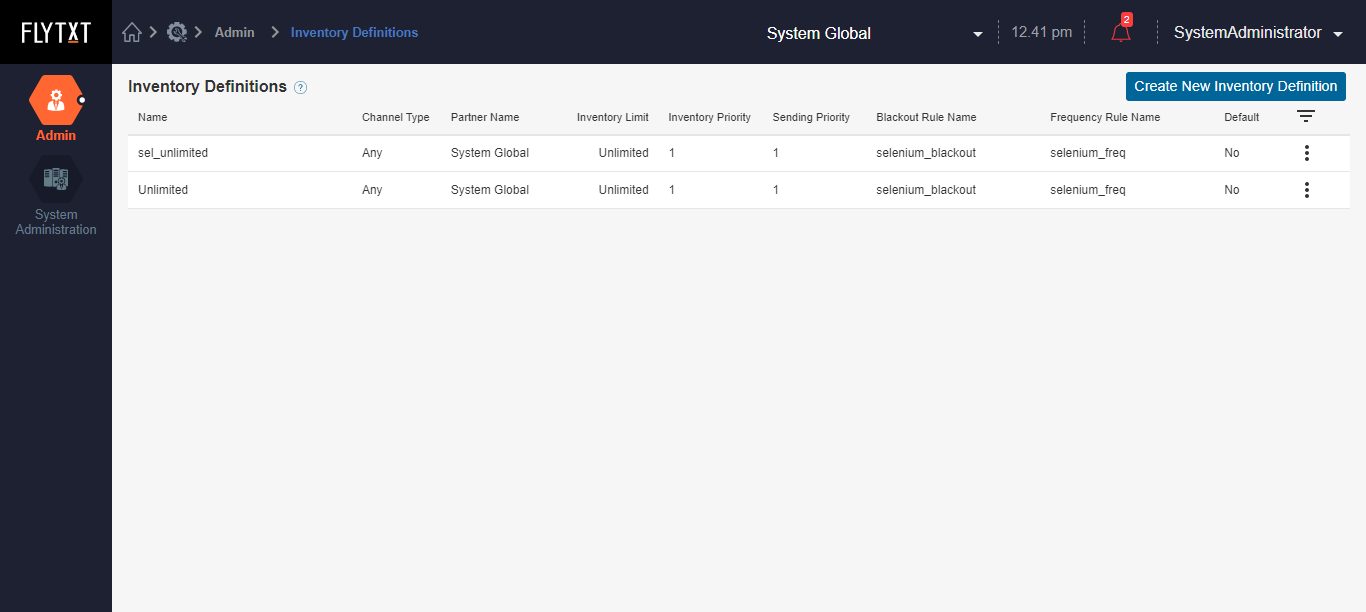 FLYTXT
Admin
Inventory Definitions
System Global
12.41 pm
2
SystemAdministrator
Admin
System
Administration
Inventory Definitions ?
Create New Inventory Definition
Name Channel Type Partner Name Inventory Limit Inventory Priority Sending Priority Blackout Rule Name Frequency Rule Name Default
sel_unlimited Any System Global Unlimited 1 1 selenium_blackout selenium_freq No
Unlimited Any System Global Unlimited 1 1 selenium_blackout selenium_freq No